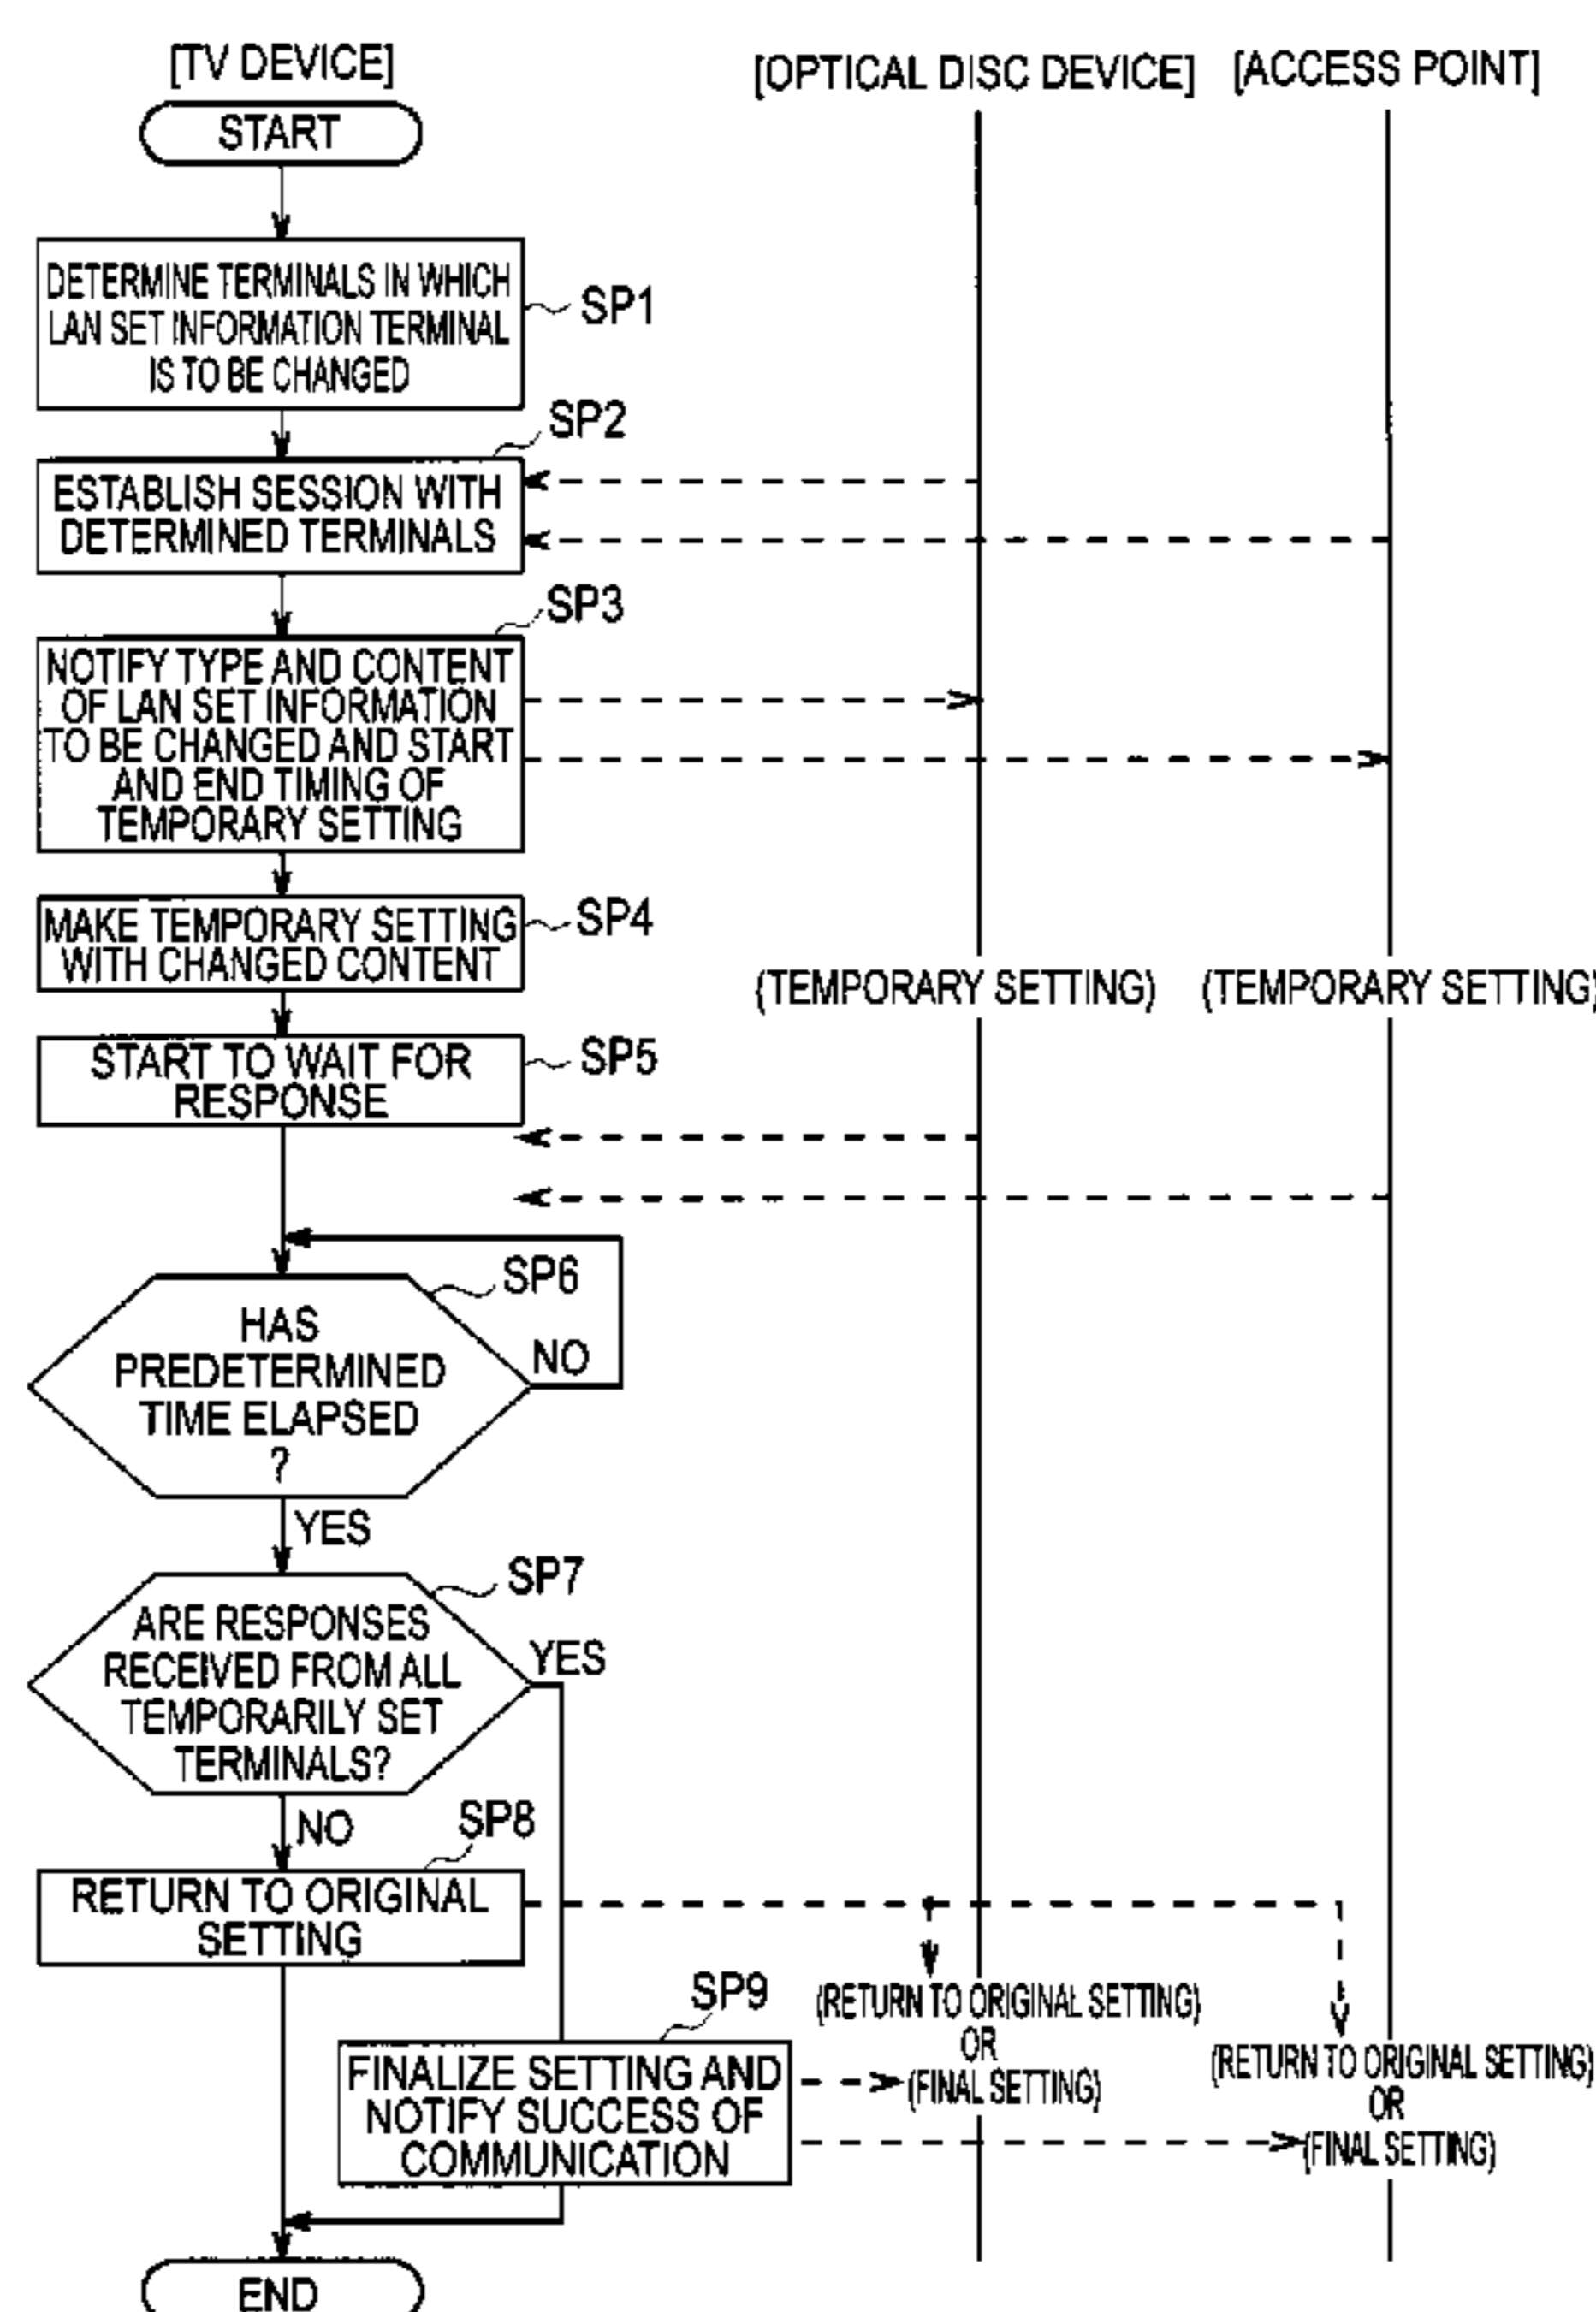 [TV DEVICE]
[OPTICAL DISC DEVICE]
[ACCESS POINT]
START
DETERMINE TERMINALS IN WHICH
LAN SET INFORMATION TERMINAL
IS TO BE CHANGED
SP1
SP2
ESTABLISH SESSION WITH
DETERMINED TERMINALS
SP3
NOTIFY TYPE AND CONTENT
OF LAN SET INFORMATION
TO BE CHANGED AND START
AND END TIMING OF
TEMPORARY SETTING
MAKE TEMPORARY SETTING
WITH CHANGED CONTENT
SP4
(TEMPORARY SETTING)
(TEMPORARY SETTING)
START TO WAIT FOR
RESPONSE
SP5
SP6
HAS
PREDETERMINED
TIME ELAPSED
?
NO
YES
SP7
ARE RESPONSES
RECEIVED FROM ALL
TEMPORARILY SET
TERMINALS?
YES
NO
SP8
RETURN TO ORIGINAL
SETTING
SP9
FINALIZE SETTING AND
NOTIFY SUCCESS OF
COMMUNICATION
(RETURN TO ORIGINAL SETTING)
OR
(FINAL SETTING)
(RETURN TO ORIGINAL SETTING)
OR
(FINAL SETTING)
END